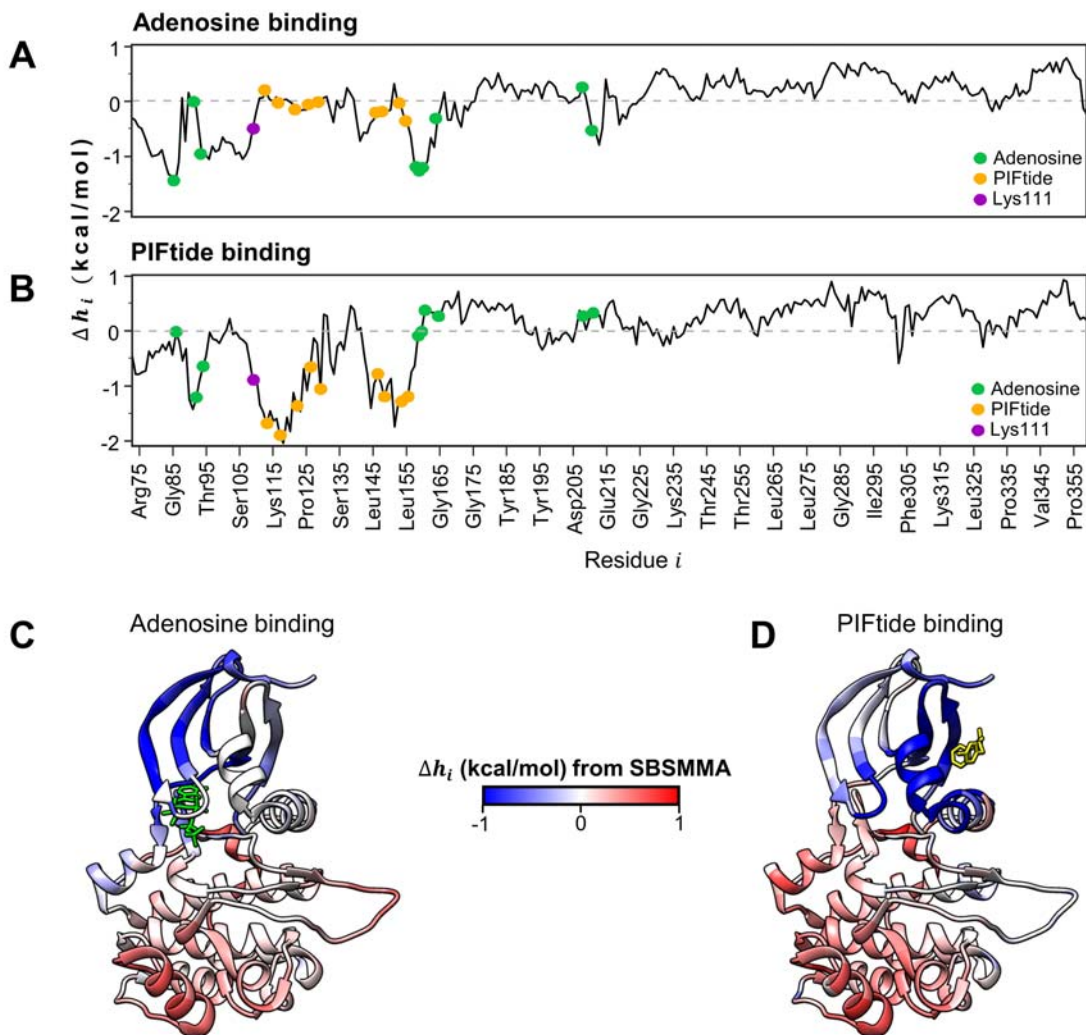 Adenosine binding
A
1
0
-1
-2
Adenosine
PIFtide
Lys111
Δhᵢ (kcal/mol)
PIFtide binding
B
1
0
-1
-2
Adenosine
PIFtide
Lys111
Arg75 Gly85 Thr95 Ser105 Lys115 Pro125 Ser135 Leu145 Leu155 Gly165 Gly175 Tyr185 Tyr195 Asp205 Glu215 Gly225 Lys235 Thr245 Thr255 Leu265 Leu275 Gly285 Ile295 Phe305 Lys315 Leu325 Pro335 Val345 Pro355
Residue i
C
Adenosine binding
D
PIFtide binding
Δhᵢ (kcal/mol) from SBSMMA
-1 0 1